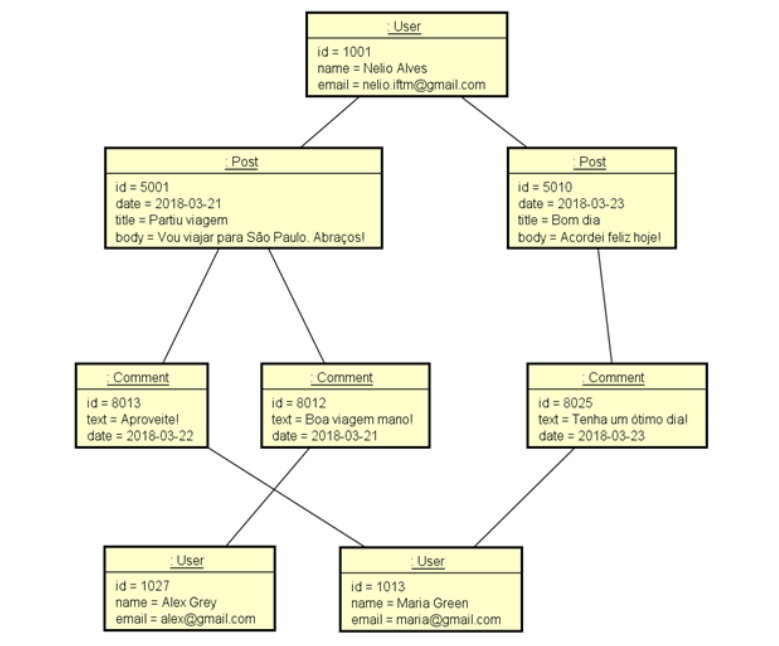 : User
id = 1001
name = Nelio Alves
email = nelio.iftm@gmail.com
: Post
id = 5001
date = 2018-03-21
title = Partiu viagem
body = Vou viajar para São Paulo. Abraços!
: Post
id = 5010
date = 2018-03-23
title = Bom dia
body = Acordei feliz hoje!
: Comment
id = 8013
text = Aproveite!
date = 2018-03-22
: Comment
id = 8012
text = Boa viagem mano!
date = 2018-03-21
: Comment
id = 8025
text = Tenha um ótimo dia!
date = 2018-03-23
: User
id = 1027
name = Alex Grey
email = alex@gmail.com
: User
id = 1013
name = Maria Green
email = maria@gmail.com